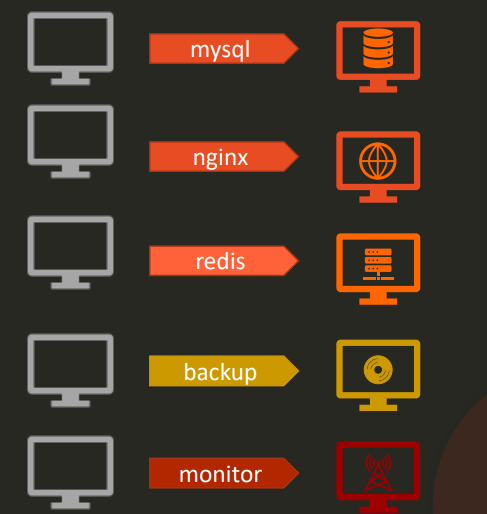 mysql
nginx
redis
backup
monitor